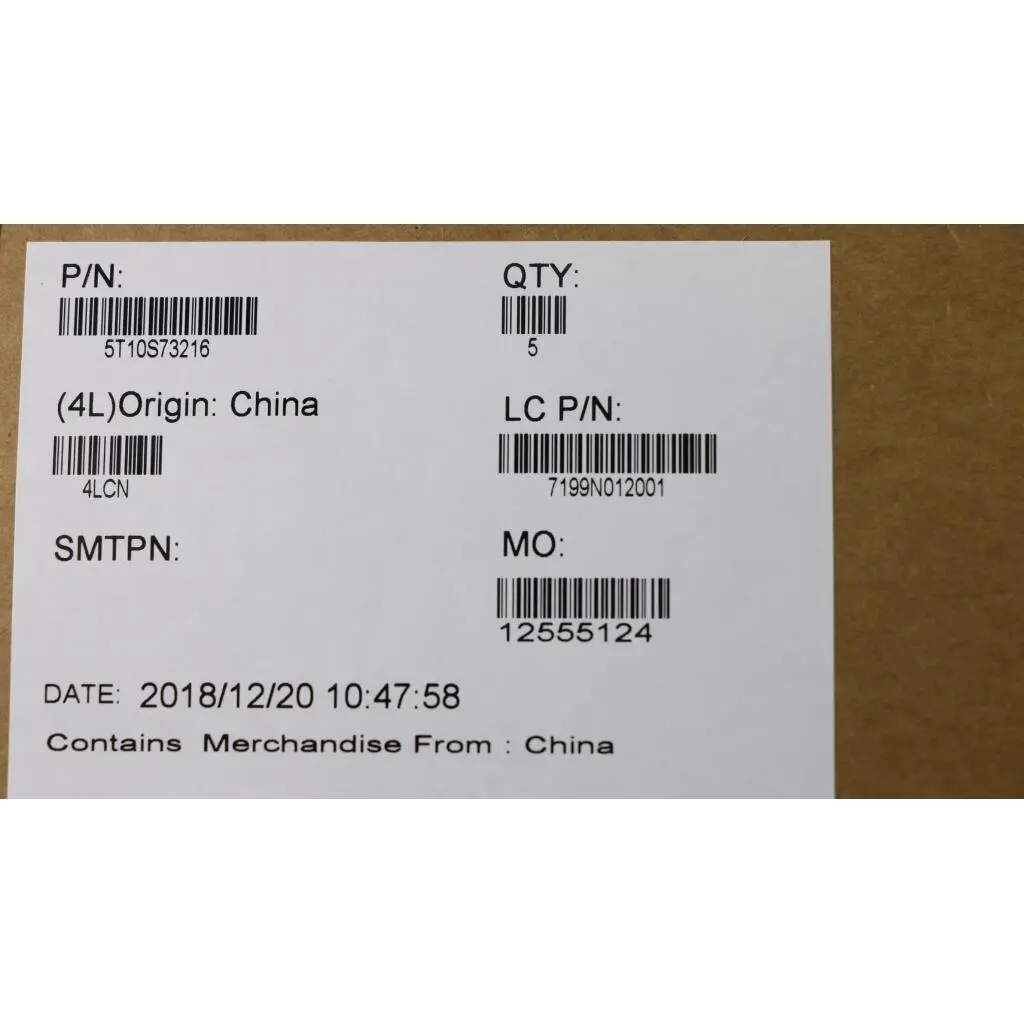 P/N:
5T10S73216
QTY:
5
(4L)Origin: China
4LCN
LC P/N:
7199N012001
SMTPN:
MO:
12555124
DATE: 2018/12/20 10:47:58
Contains Merchandise From : China